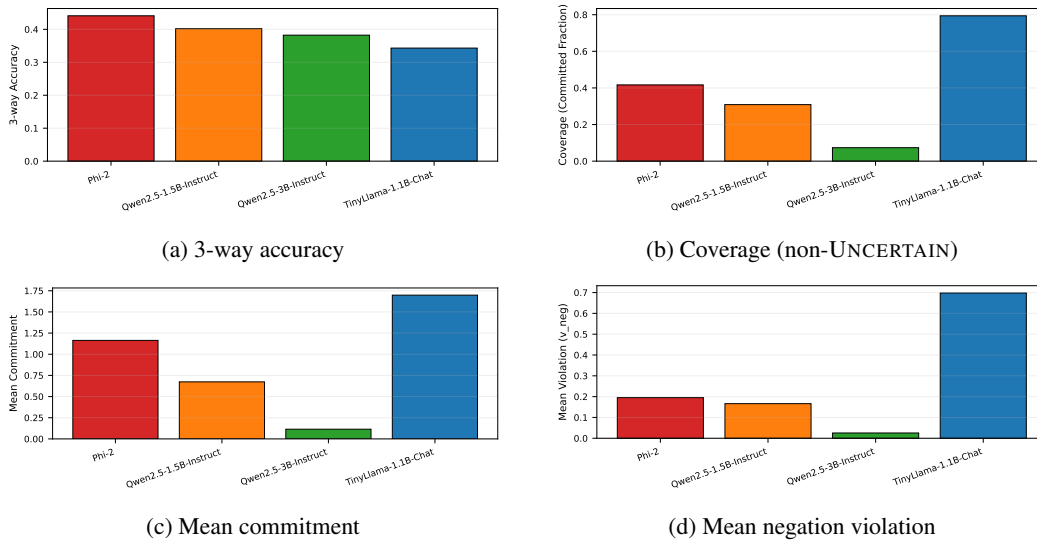 3-way Accuracy
0.4
0.3
0.2
0.1
0.0
Phi-2
Qwen2.5-1.5B-Instruct
Qwen2.5-3B-Instruct
TinyLlama-1.1B-Chat
(a) 3-way accuracy
Coverage (Committed Fraction)
0.8
0.6
0.4
0.2
0.0
Phi-2
Qwen2.5-1.5B-Instruct
Qwen2.5-3B-Instruct
TinyLlama-1.1B-Chat
(b) Coverage (non-UNCERTAIN)
Mean Commitment
1.75
1.50
1.25
1.00
0.75
0.50
0.25
0.00
Phi-2
Qwen2.5-1.5B-Instruct
Qwen2.5-3B-Instruct
TinyLlama-1.1B-Chat
(c) Mean commitment
Mean Violation (v_neg)
0.7
0.6
0.5
0.4
0.3
0.2
0.1
0.0
Phi-2
Qwen2.5-1.5B-Instruct
Qwen2.5-3B-Instruct
TinyLlama-1.1B-Chat
(d) Mean negation violation